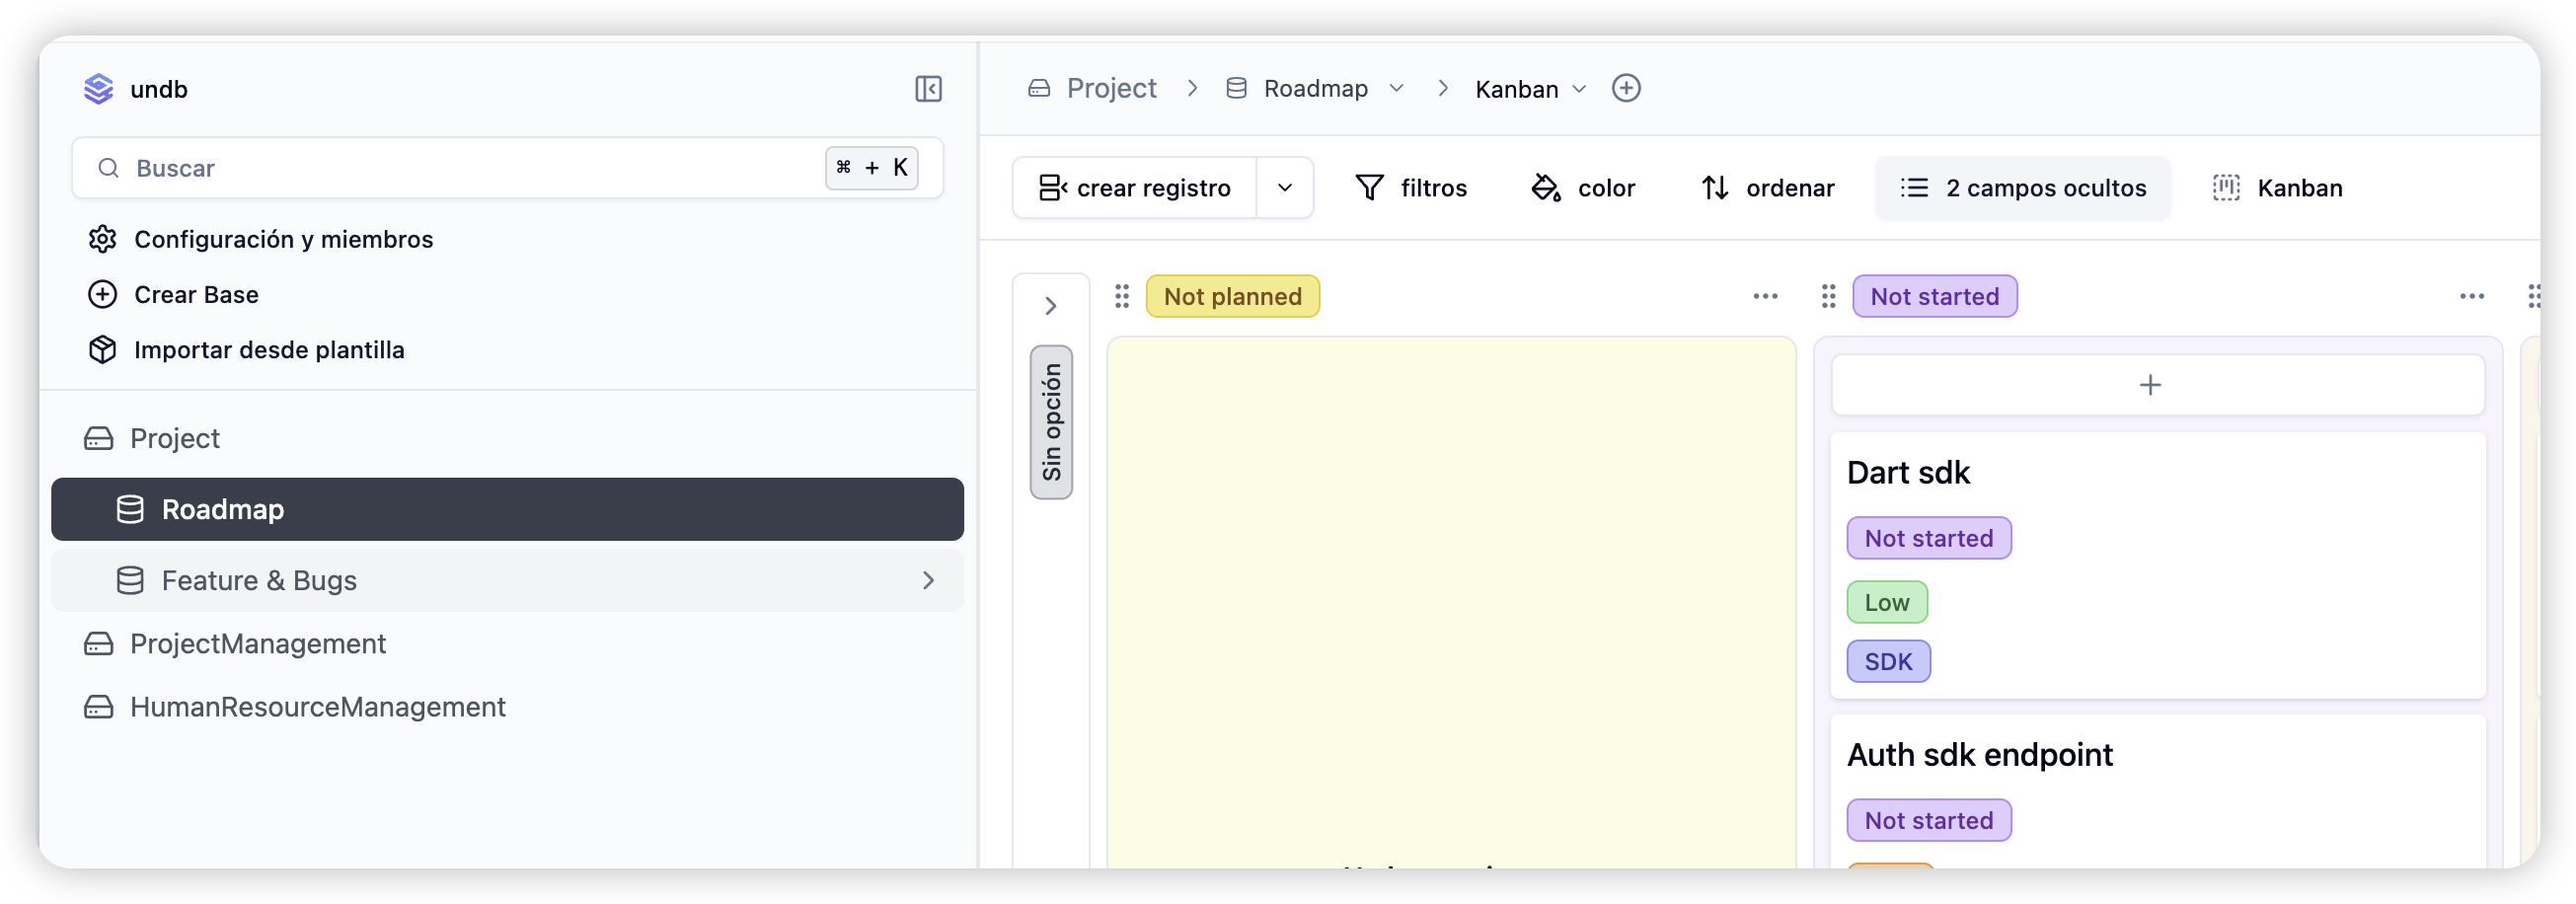 undb
Buscar
⌘ + K
Configuración y miembros
Crear Base
Importar desde plantilla
Project
Roadmap
Feature & Bugs
ProjectManagement
HumanResourceManagement
Project
Roadmap
Kanban
crear registro
filtros
color
ordenar
2 campos ocultos
Kanban
Sin opción
Not planned
Not started
+
Dart sdk
Not started
Low
SDK
Auth sdk endpoint
Not started